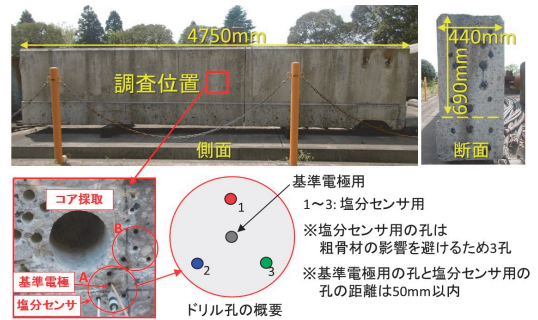 4750mm
440mm
690mm
調査位置
側面
断面
コア採取
B
A
基準電極
塩分センサ
1
2
3
ドリル孔の概要
基準電極用
1~3: 塩分センサ用
※塩分センサ用の孔は
粗骨材の影響を避けるため3孔
※基準電極用の孔と塩分センサ用の
孔の距離は50mm以内